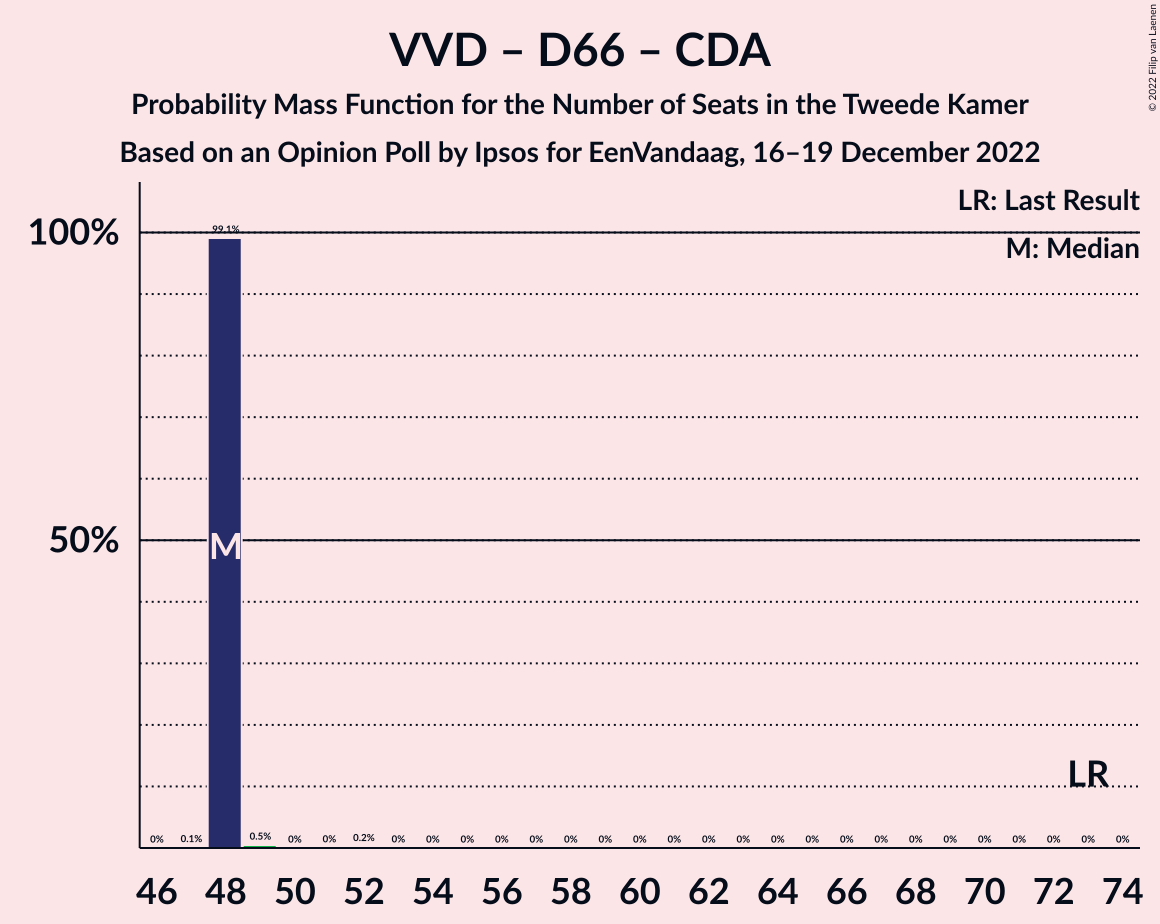 VVD – D66 – CDA
Probability Mass Function for the Number of Seats in the Tweede Kamer
Based on an Opinion Poll by Ipsos for EenVandaag, 16–19 December 2022
© 2022 Filip van Laenen
LR: Last Result
M: Median
100%
50%
99.1%
M
LR
0% 0.1% 0.5% 0% 0% 0.2% 0% 0% 0% 0% 0% 0% 0% 0% 0% 0% 0% 0% 0% 0% 0% 0% 0% 0% 0% 0% 0% 0%
46 48 50 52 54 56 58 60 62 64 66 68 70 72 74